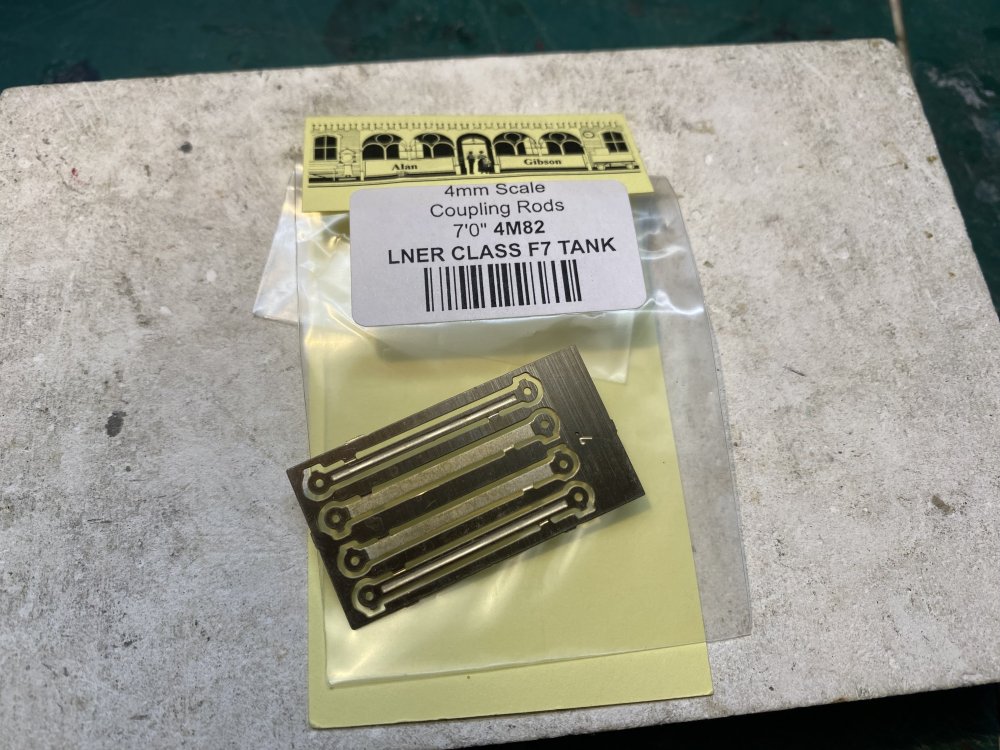 Alan Gibson
4mm Scale
Coupling Rods
7'0" 4M82
LNER CLASS F7 TANK